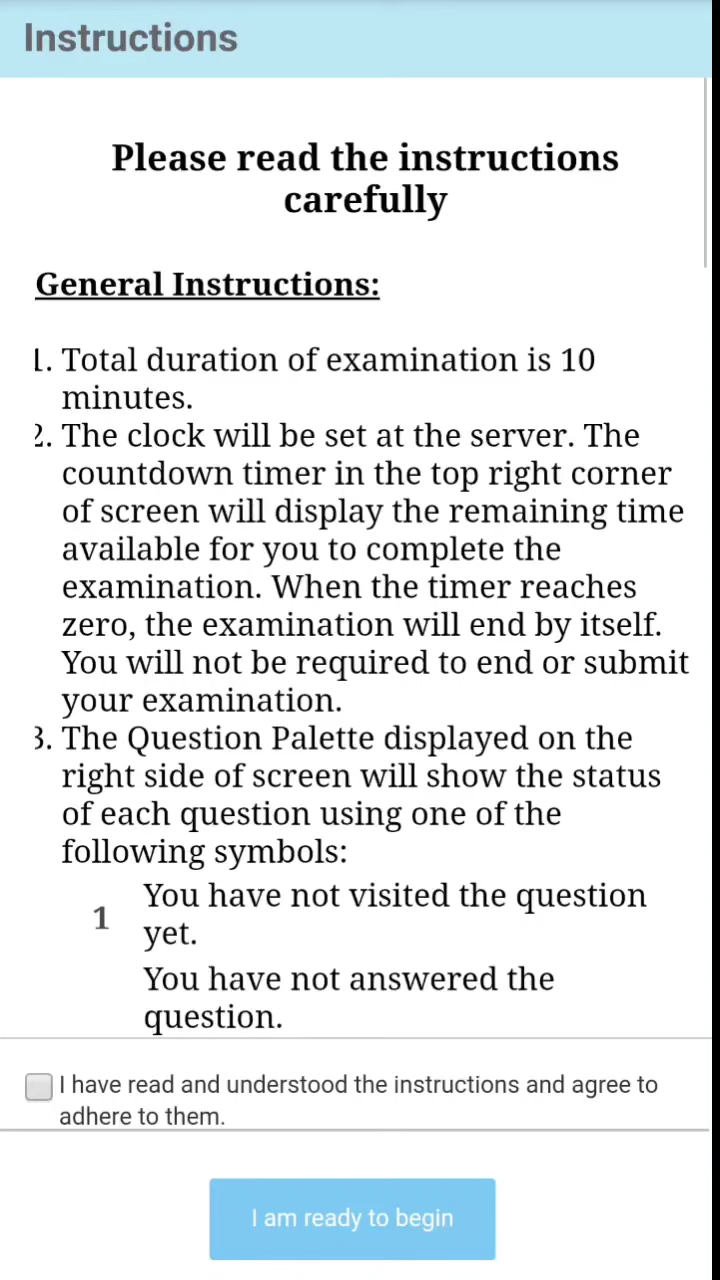 Instructions
Please read the instructions
carefully
General Instructions:
1. Total duration of examination is 10
minutes.
2. The clock will be set at the server. The
countdown timer in the top right corner
of screen will display the remaining time
available for you to complete the
examination. When the timer reaches
zero, the examination will end by itself.
You will not be required to end or submit
your examination.
3. The Question Palette displayed on the
right side of screen will show the status
of each question using one of the
following symbols:
1 You have not visited the question
yet.
You have not answered the
question.
I have read and understood the instructions and agree to
adhere to them.
I am ready to begin